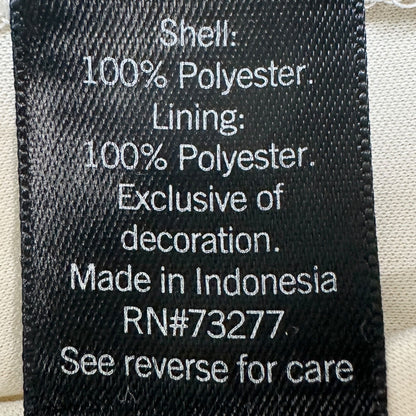 Shell:
100% Polyester.
Lining:
100% Polyester.
Exclusive of
decoration.
Made in Indonesia
RN#73277
See reverse for care